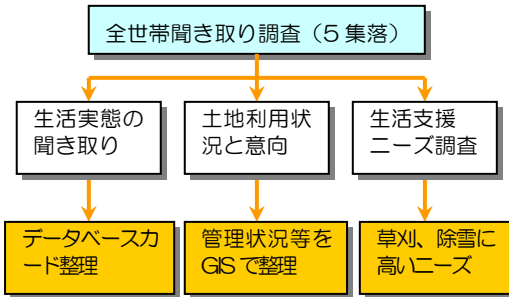 全世帯聞き取り調査（5集落）
生活実態の
聞き取り
土地利用状
況と意向
生活支援
ニーズ調査
データベースカ
ード整理
管理状況等を
GISで整理
草刈、除雪に
高いニーズ